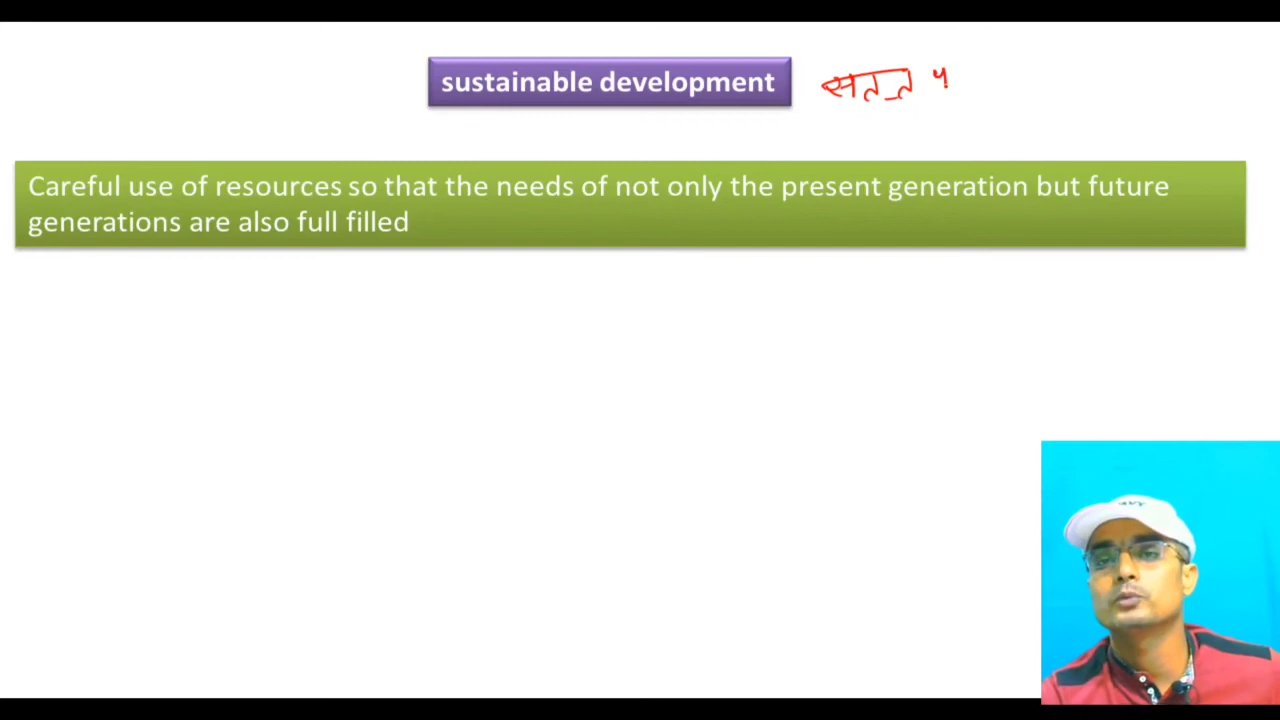 sustainable development सतत
Careful use of resources so that the needs of not only the present generation but future
generations are also full filled